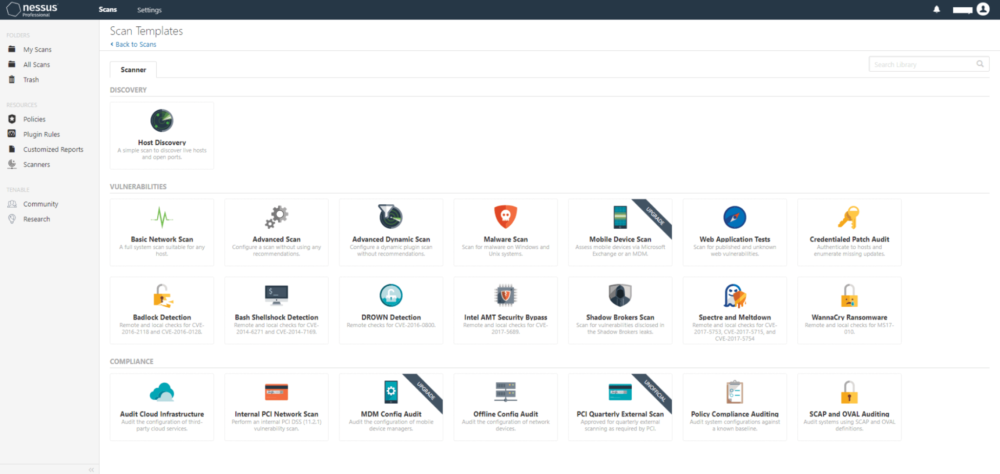 nessus
Professional
Scans
Settings
FOLDERS
My Scans
All Scans
Trash
RESOURCES
Policies
Plugin Rules
Customized Reports
Scanners
TENABLE
Community
Research
Scan Templates
Back to Scans
Scanner
Search Library
DISCOVERY
Host Discovery
A simple scan to discover live hosts
and open ports.
VULNERABILITIES
Basic Network Scan
A full system scan suitable for any
host.
Advanced Scan
Configure a scan without using any
recommendations.
Advanced Dynamic Scan
Configure a dynamic plugin scan
without recommendations.
Malware Scan
Scan for malware on Windows and
Unix systems.
UPGRADE
Mobile Device Scan
Assess mobile devices via Microsoft
Exchange or an MDM.
Web Application Tests
Scan for published and unknown
web vulnerabilities.
Credentialed Patch Audit
Authenticate to hosts and
enumerate missing updates.
Badlock Detection
Remote and local checks for CVE-
2016-2118 and CVE-2016-0128.
$_
Bash Shellshock Detection
Remote and local checks for CVE-
2014-6271 and CVE-2014-7169.
DROWN Detection
Remote checks for CVE-2016-0800.
Intel AMT Security Bypass
Remote and local checks for CVE-
2017-5689.
Shadow Brokers Scan
Scan for vulnerabilities disclosed in
the Shadow Brokers leaks.
Spectre and Meltdown
Remote and local checks for CVE-
2017-5753, CVE-2017-5715, and
CVE-2017-5754
WannaCry Ransomware
Remote and local checks for MS17-
010.
COMPLIANCE
Audit Cloud Infrastructure
Audit the configuration of third-
party cloud services.
Internal PCI Network Scan
Perform an internal PCI DSS (11.2.1)
vulnerability scan.
UPGRADE
MDM Config Audit
Audit the configuration of mobile
device managers.
Offline Config Audit
Audit the configuration of network
devices.
UNOFFICIAL
PCI Quarterly External Scan
Approved for quarterly external
scanning as required by PCI.
Policy Compliance Auditing
Audit system configurations against
a known baseline.
SCAP and OVAL Auditing
Audit systems using SCAP and OVAL
definitions.